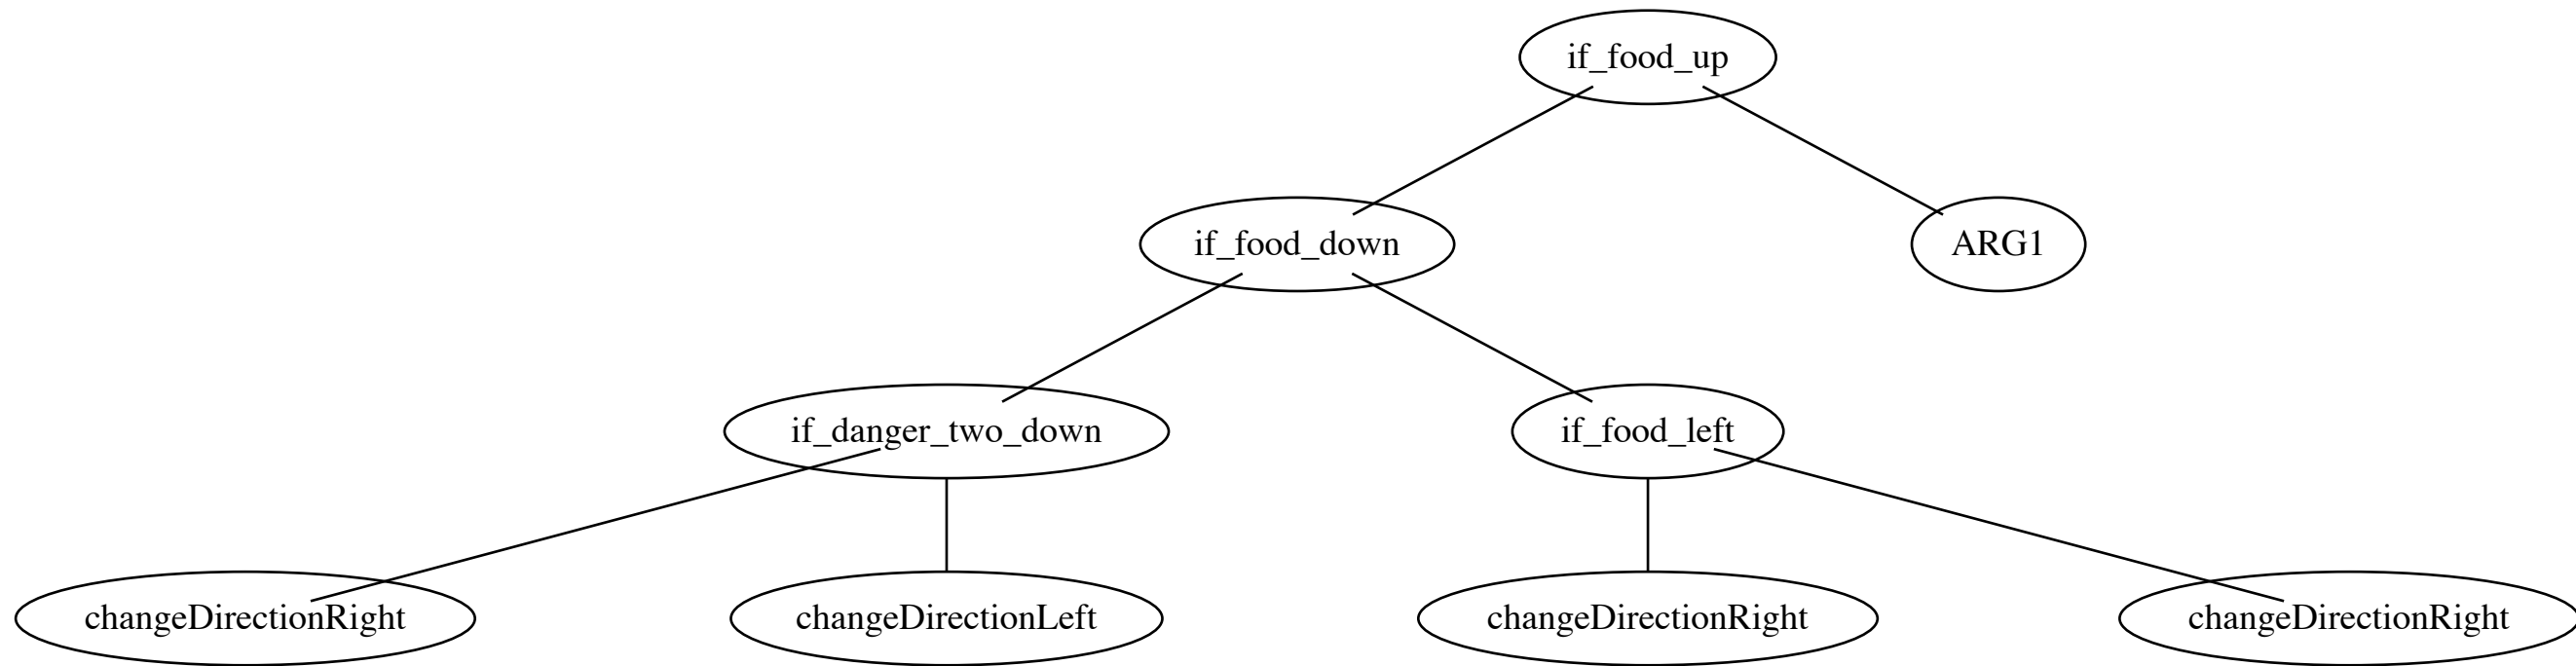 if_food_up
if_food_down
ARG1
if_danger_two_down
if_food_left
changeDirectionRight
changeDirectionLeft
changeDirectionRight
changeDirectionRight